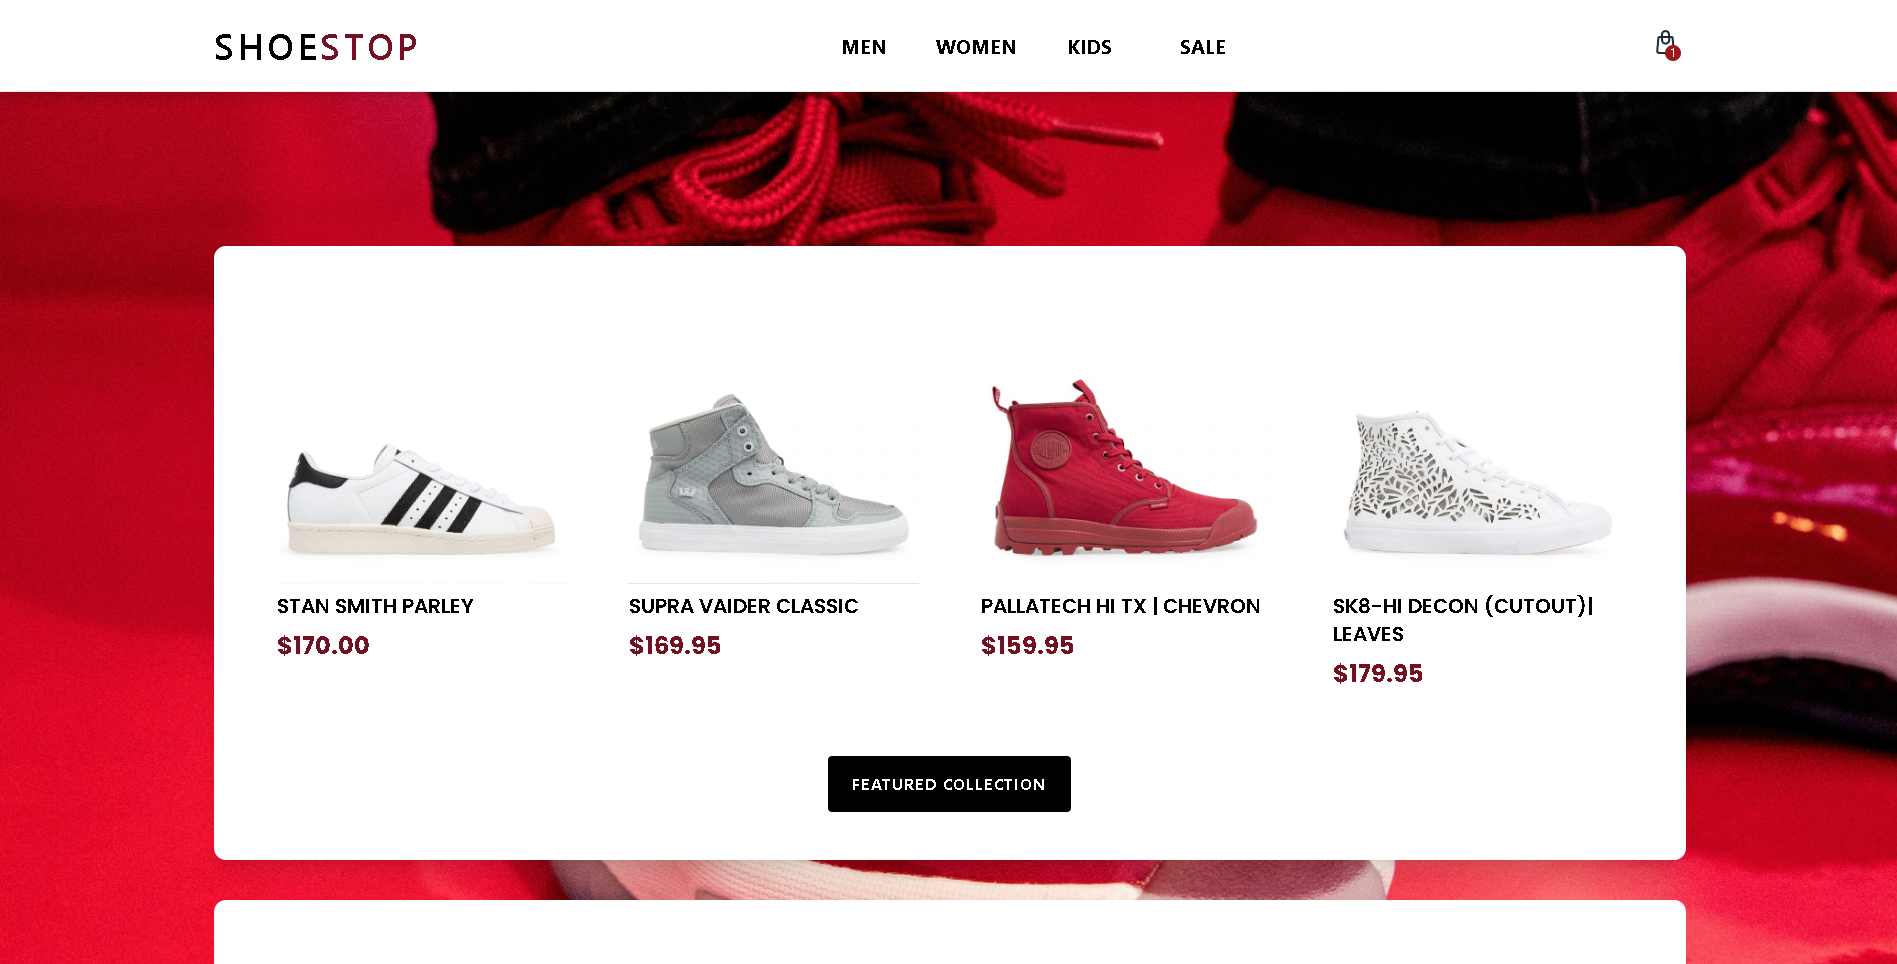 SHOESTOP
MEN WOMEN KIDS SALE
1
STAN SMITH PARLEY
$170.00
SUPRA VAIDER CLASSIC
$169.95
PALLATECH HI TX | CHEVRON
$159.95
SK8-HI DECON (CUTOUT)|
LEAVES
$179.95
FEATURED COLLECTION